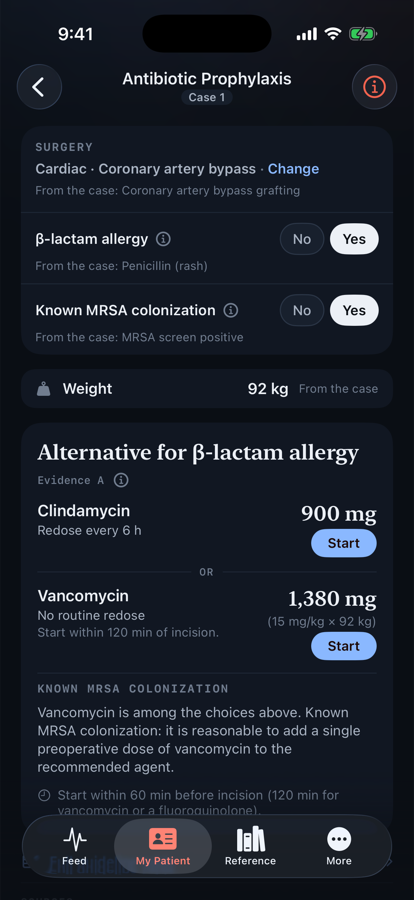 9:41
Antibiotic Prophylaxis
Case 1
SURGERY
Cardiac · Coronary artery bypass · Change
From the case: Coronary artery bypass grafting
β-lactam allergy
No Yes
From the case: Penicillin (rash)
Known MRSA colonization
No Yes
From the case: MRSA screen positive
Weight 92 kg From the case
Alternative for β-lactam allergy
Evidence A
Clindamycin 900 mg
Redose every 6 h
Start
OR
Vancomycin 1,380 mg
No routine redose (15 mg/kg × 92 kg)
Start within 120 min of incision.
Start
KNOWN MRSA COLONIZATION
Vancomycin is among the choices above. Known
MRSA colonization: it is reasonable to add a single
preoperative dose of vancomycin to the
recommended agent.
Start within 60 min before incision (120 min for
vancomycin or a fluoroquinolone).
Feed My Patient Reference More